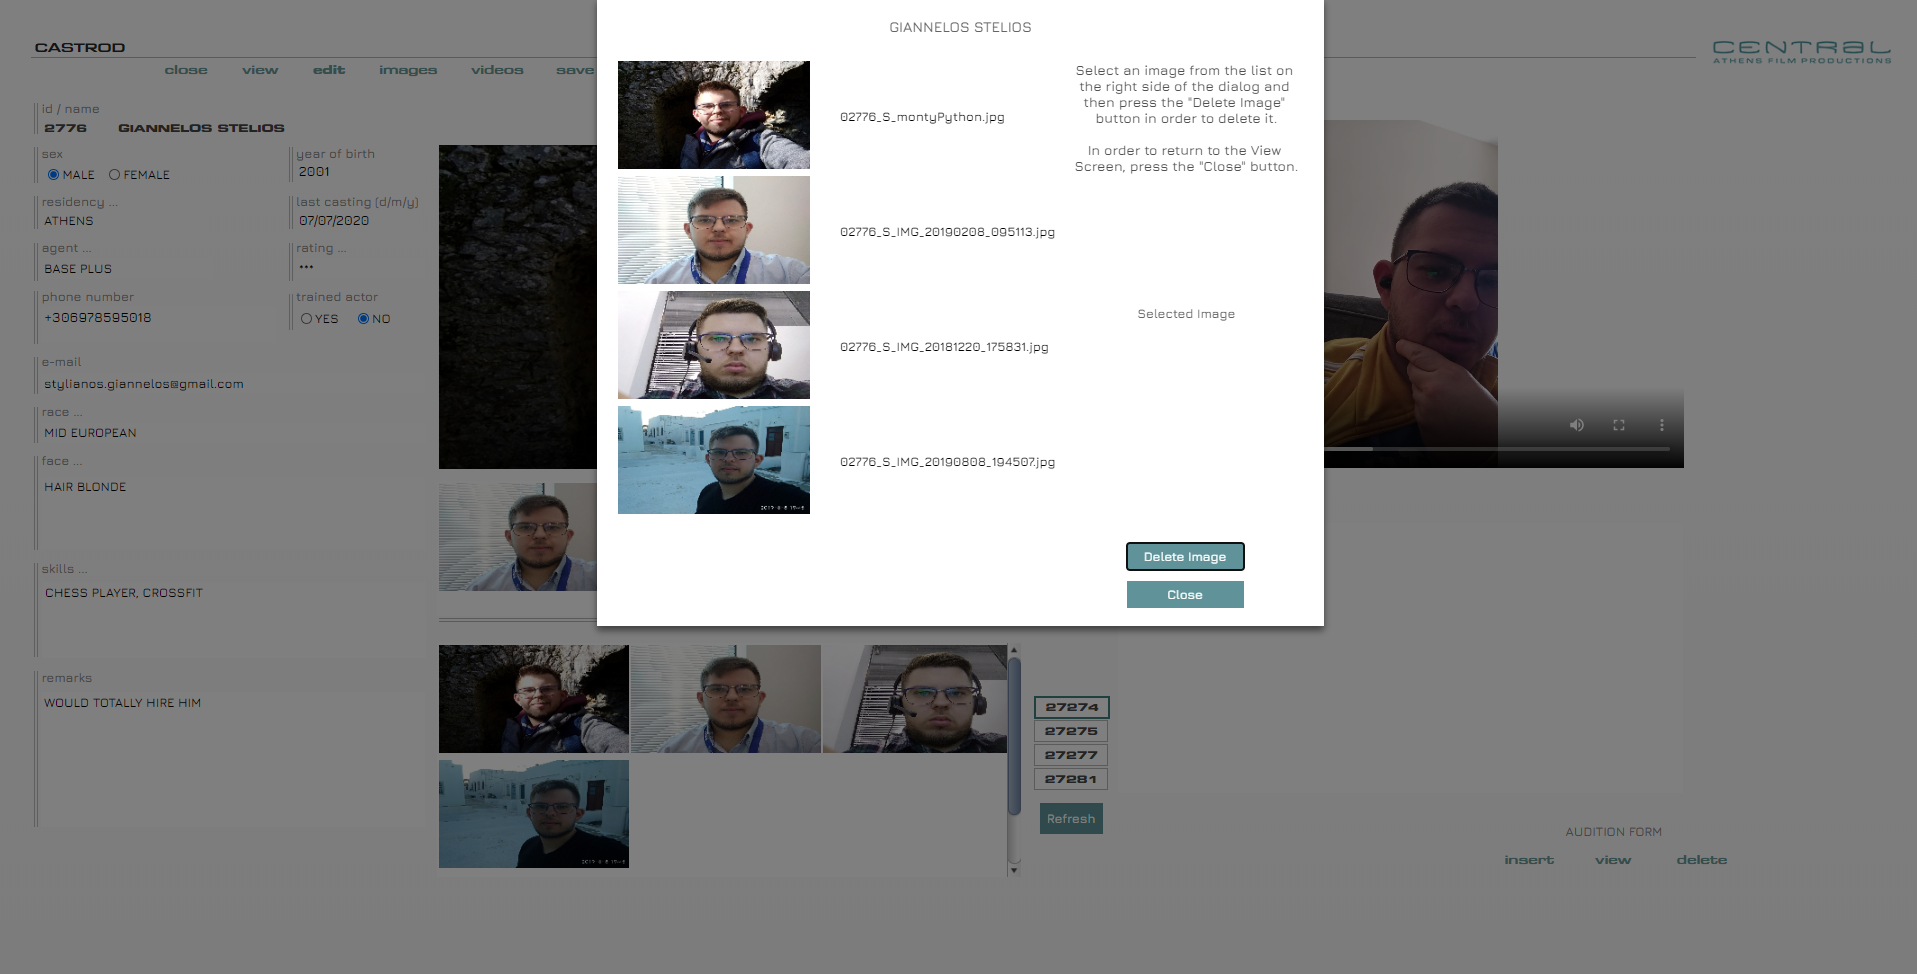 CASTROD
close view edit images videos save
CENTRAL
ATHENS FILM PRODUCTIONS
id / name
2776 GIANNELOS STELIOS
sex
MALE FEMALE
year of birth
2001
residency ...
ATHENS
last casting (d/m/y)
07/07/2020
agent ...
BASE PLUS
rating ...
•••
phone number
+306978595018
trained actor
YES NO
e-mail
stylianos.giannelos@gmail.com
race ...
MID EUROPEAN
face ...
HAIR BLONDE
skills ...
CHESS PLAYER, CROSSFIT
remarks
WOULD TOTALLY HIRE HIM
GIANNELOS STELIOS
02776_S_montyPython.jpg
02776_S_IMG_20190208_095113.jpg
02776_S_IMG_20181220_175831.jpg
02776_S_IMG_20190808_194507.jpg
Select an image from the list on
the right side of the dialog and
then press the "Delete Image"
button in order to delete it.
In order to return to the View
Screen, press the "Close" button.
Selected Image
Delete Image
Close
27274
27275
27277
27281
Refresh
AUDITION FORM
insert view delete